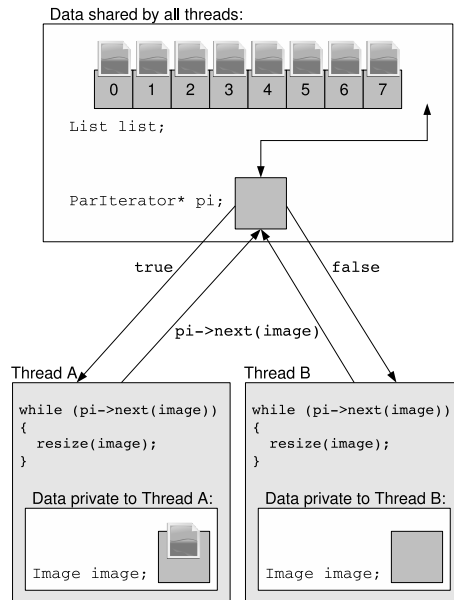 Data shared by all threads:
0 1 2 3 4 5 6 7
List list;
ParIterator* pi;
true
false
pi->next(image)
Thread A
while (pi->next(image))
{
resize(image);
}
Data private to Thread A:
Image image;
Thread B
while (pi->next(image))
{
resize(image);
}
Data private to Thread B:
Image image;